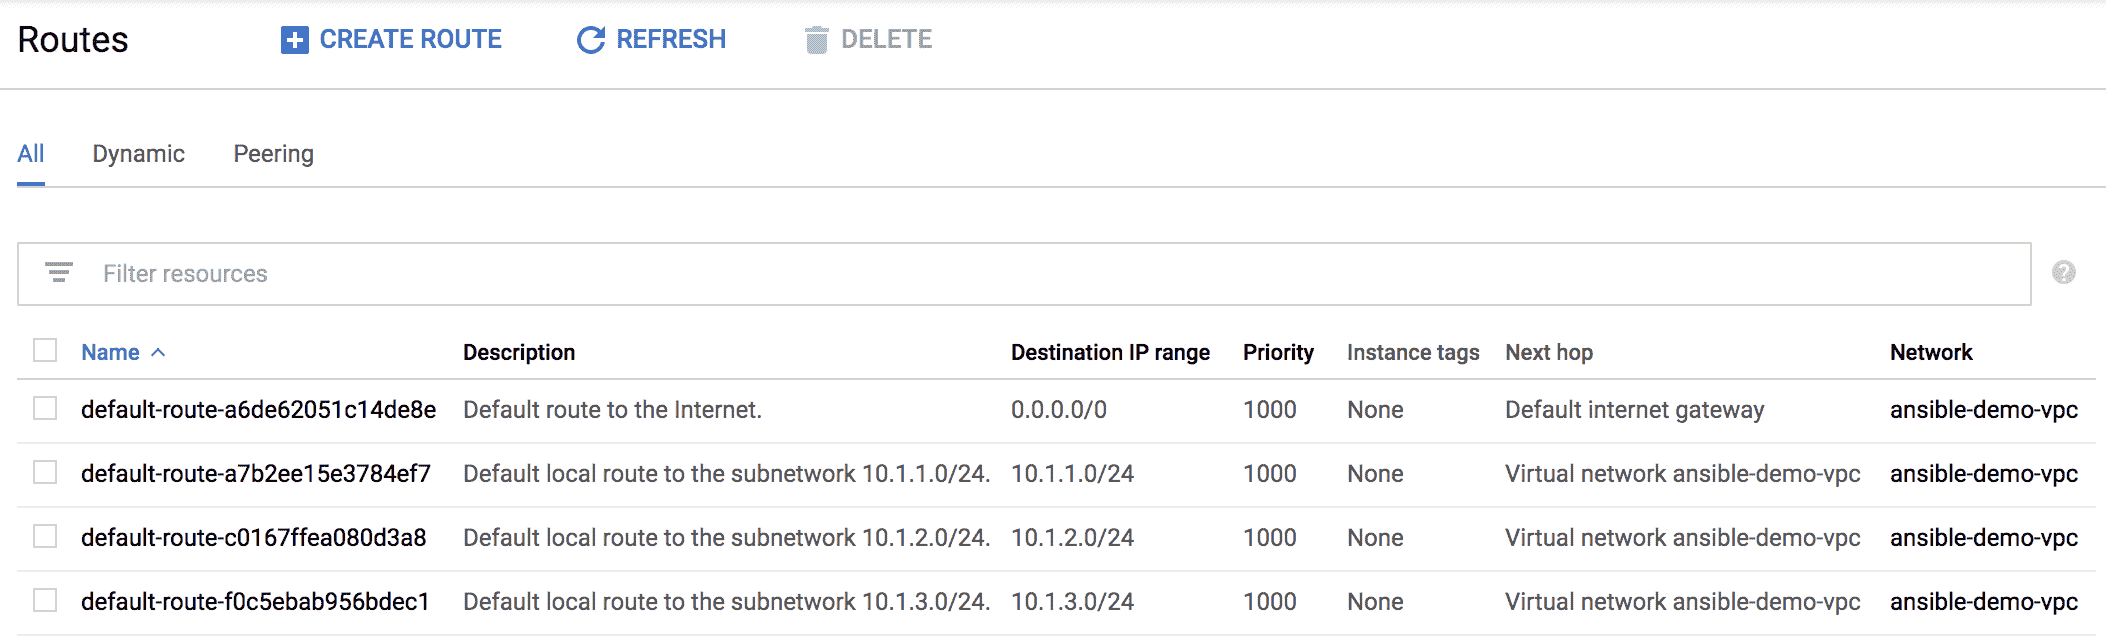 Routes CREATE ROUTE REFRESH DELETE
All Dynamic Peering
Filter resources
Name Description Destination IP range Priority Instance tags Next hop Network
default-route-a6de62051c14de8e Default route to the Internet. 0.0.0.0/0 1000 None Default internet gateway ansible-demo-vpc
default-route-a7b2ee15e3784ef7 Default local route to the subnetwork 10.1.1.0/24. 10.1.1.0/24 1000 None Virtual network ansible-demo-vpc ansible-demo-vpc
default-route-c0167ffea080d3a8 Default local route to the subnetwork 10.1.2.0/24. 10.1.2.0/24 1000 None Virtual network ansible-demo-vpc ansible-demo-vpc
default-route-f0c5ebab956bdec1 Default local route to the subnetwork 10.1.3.0/24. 10.1.3.0/24 1000 None Virtual network ansible-demo-vpc ansible-demo-vpc